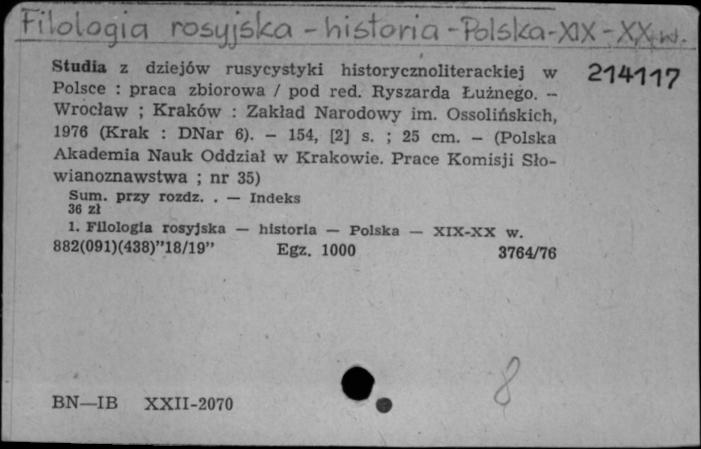 Filologia rosyjska - historia - Polska - XIX - XX w.
Studia z dziejów rusycystyki historycznoliterackiej w
214117
Polsce : praca zbiorowa / pod red. Ryszarda Łużnego. —
Wrocław ; Kraków : Zakład Narodowy im. Ossolińskich,
1976 (Krak : DNar 6). — 154, [2] s. ; 25 cm. — (Polska
Akademia Nauk Oddział w Krakowie. Prace Komisji Sło-
wianoznawstwa ; nr 35)
Sum. przy rozdz. . — Indeks
36 zł
1. Filologia rosyjska — historia — Polska — XIX-XX w.
882(091)(438)”18/19” Egz. 1000 3764/76
8
BN—IB XXII-2070